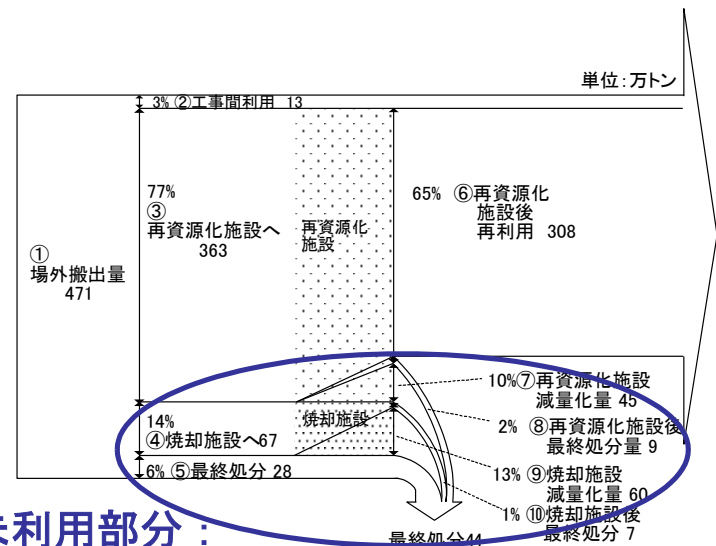 単位：万トン
3% ②工事間利用 13
77%
③
再資源化施設へ
363
再資源化
施設
65% ⑥再資源化
施設後
再利用 308
①
場外搬出量
471
14%
④焼却施設へ67
焼却施設
6% ⑤最終処分 28
10%⑦再資源化施設
減量化量 45
2% ⑧再資源化施設後
最終処分量 9
13% ⑨焼却施設
減量化量 60
1% ⑩焼却施設後
最終処分 7
最終処分44
未利用部分：